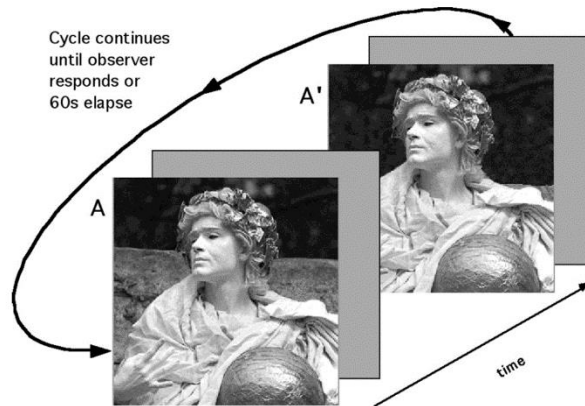 Cycle continues
until observer
responds or
60s elapse
A'
A
time